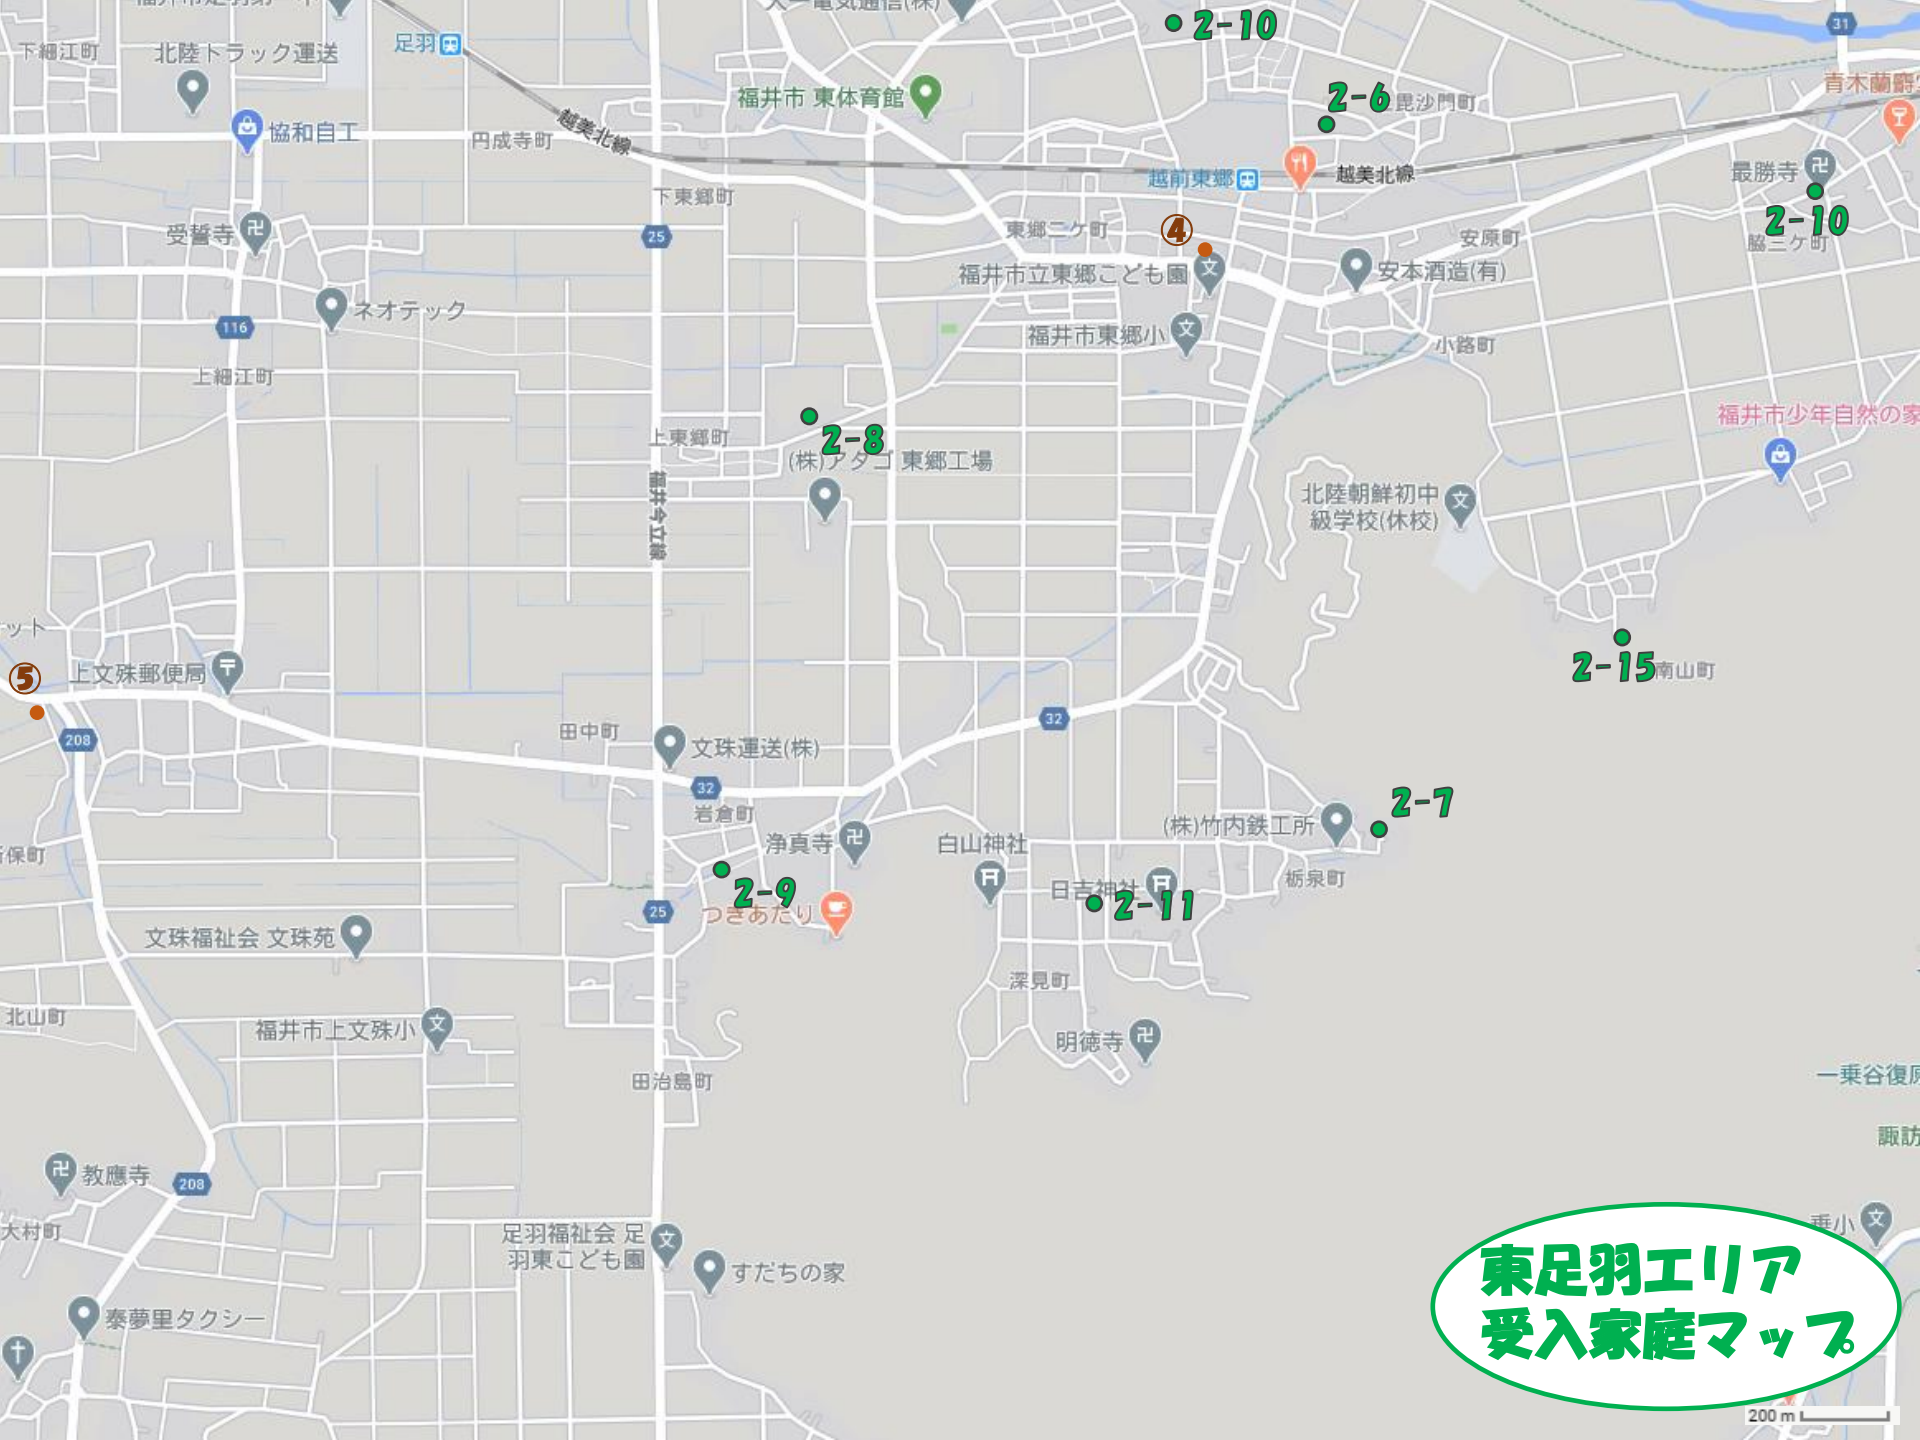 下細江町
北陸トラック運送
足羽
2-10
31
2-6
毘沙門町
福井市 東体育館
越美北線
協和自工
円成寺町
越前東郷
越美北線
最勝寺
2-10
脇三ケ町
下東郷町
受誓寺
25
東郷二ケ町
④
安原町
福井市立東郷こども園
安本酒造(有)
ネオテック
116
福井市東郷小
小路町
上細江町
福井市少年自然の家
上東郷町
2-8
(株)アタゴ 東郷工場
福井今立線
北陸朝鮮初中
級学校(休校)
ット
⑤
上文殊郵便局
2-15
南山町
208
田中町
文珠運送(株)
32
32
岩倉町
2-7
(株)竹内鉄工所
保町
浄真寺
白山神社
栃泉町
2-9
つきあたり
25
日吉神社
2-11
文珠福祉会 文珠苑
深見町
北山町
福井市上文殊小
明徳寺
田治島町
一乗谷復原
諏訪
教應寺
208
大村町
足羽福祉会 足
羽東こども園
すだちの家
泰夢里タクシー
東足羽エリア
受入家庭マップ
200 m